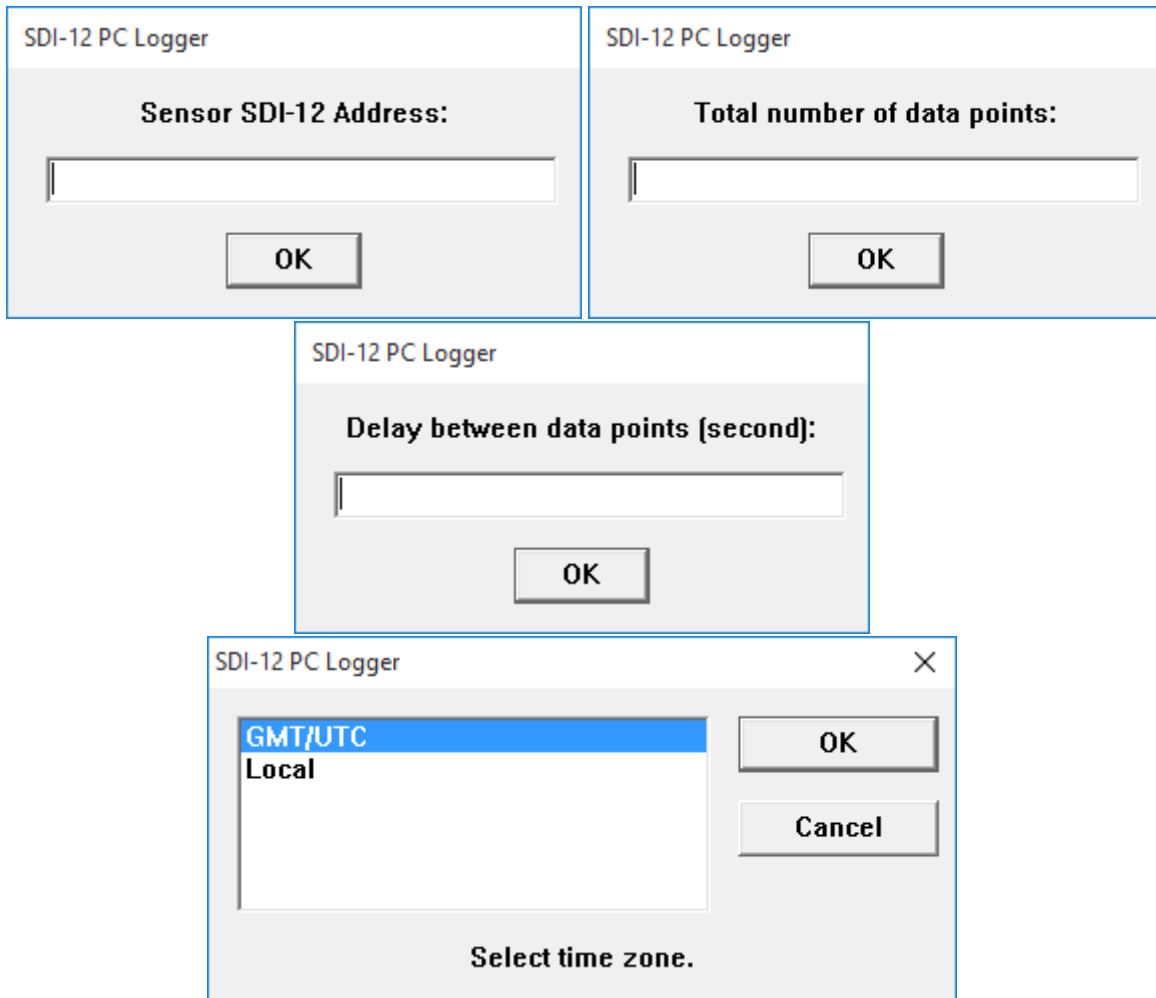 SDI-12 PC Logger
Sensor SDI-12 Address:
OK
SDI-12 PC Logger
Total number of data points:
OK
SDI-12 PC Logger
Delay between data points (second):
OK
SDI-12 PC Logger
GMT/UTC
Local
OK
Cancel
Select time zone.